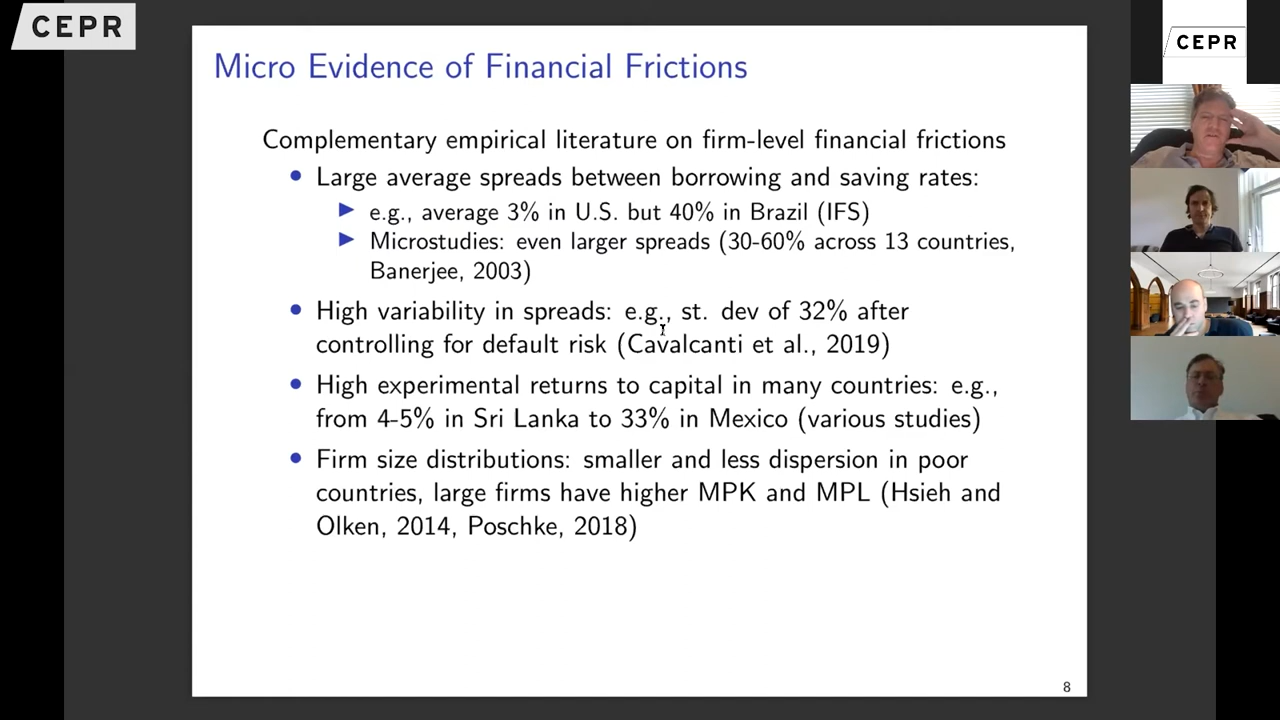 CEPR
CEPR
Micro Evidence of Financial Frictions
Complementary empirical literature on firm-level financial frictions
Large average spreads between borrowing and saving rates:
e.g., average 3% in U.S. but 40% in Brazil (IFS)
Microstudies: even larger spreads (30-60% across 13 countries,
Banerjee, 2003)
High variability in spreads: e.g., st. dev of 32% after
controlling for default risk (Cavalcanti et al., 2019)
High experimental returns to capital in many countries: e.g.,
from 4-5% in Sri Lanka to 33% in Mexico (various studies)
Firm size distributions: smaller and less dispersion in poor
countries, large firms have higher MPK and MPL (Hsieh and
Olken, 2014, Poschke, 2018)
8